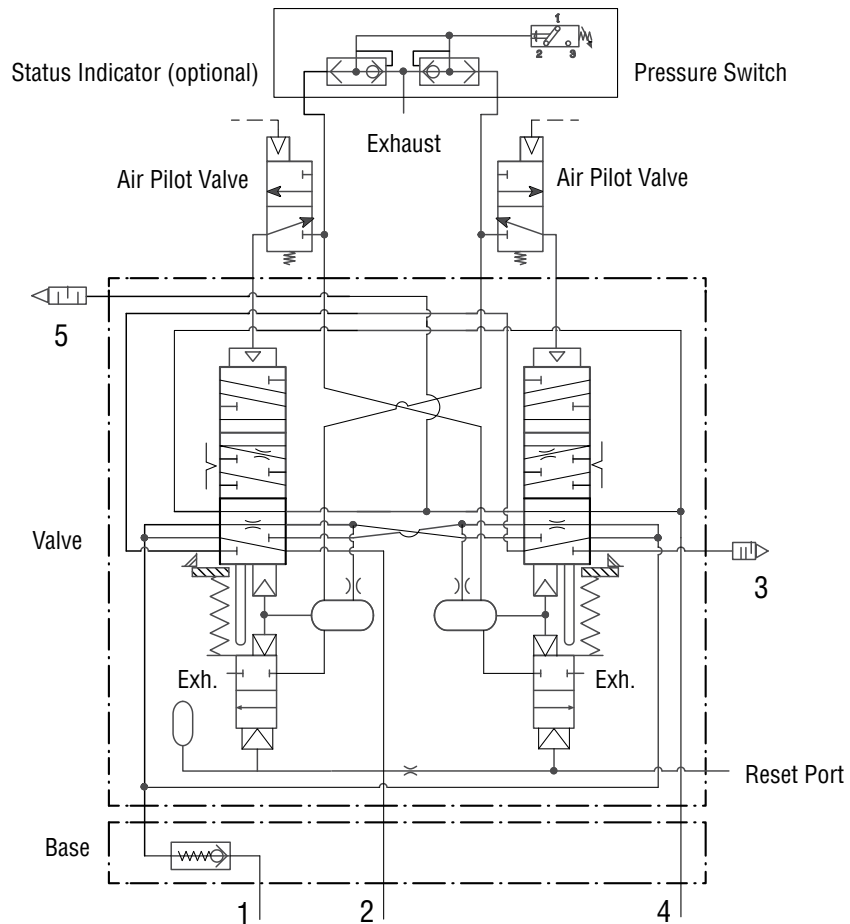 1
2 3
Status Indicator (optional)
Pressure Switch
Exhaust
Air Pilot Valve
Air Pilot Valve
5
Valve
3
Exh.
Exh.
Reset Port
Base
1
2
4